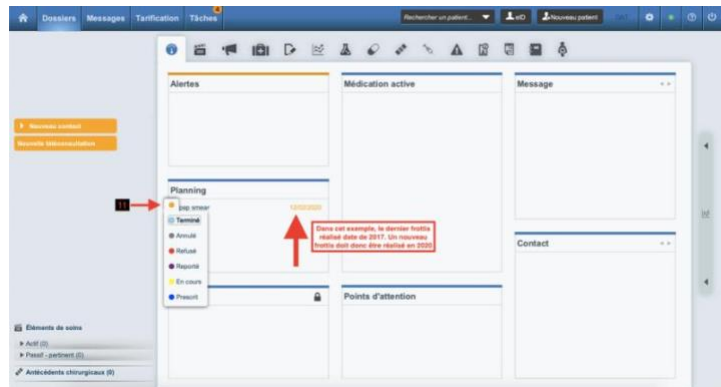 4
Dossiers Messages Tarification Tâches
Rechercher un patient... eID Nouveau patient
Alertes
Médication active
Message
Nouveau contact
Nouvelle téléconsultation
Planning
11
pap smear
Terminé
Annulé
Refusé
Reporté
En cours
Prescrit
Dans cet exemple, le dernier frottis
réalisé date de 2017. Un nouveau
frottis doit donc être réalisé en 2020
Contact
Points d'attention
Éléments de soins
Actif (0)
Passif - pertinent (0)
Antécédents chirurgicaux (0)